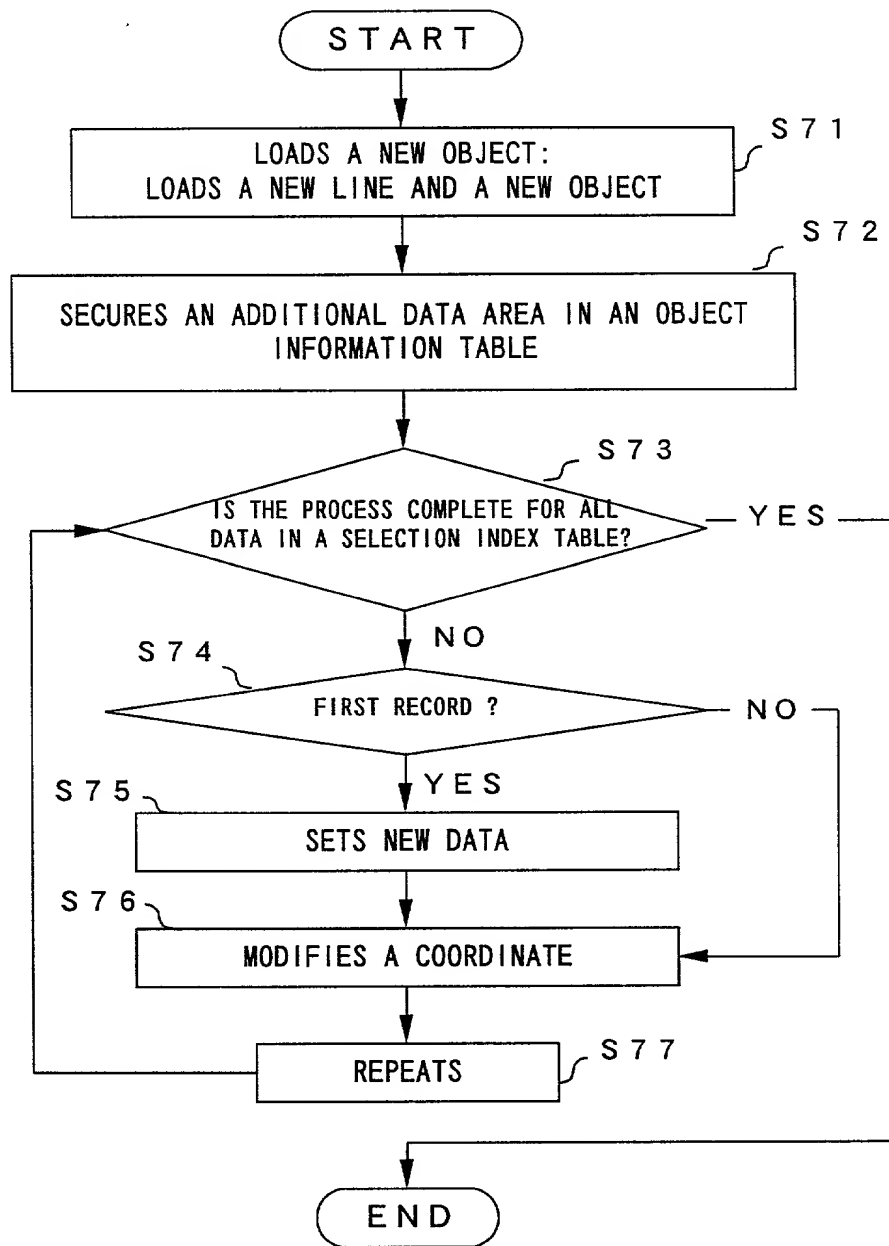 START
S71
LOADS A NEW OBJECT:
LOADS A NEW LINE AND A NEW OBJECT
S72
SECURES AN ADDITIONAL DATA AREA IN AN OBJECT
INFORMATION TABLE
S73
IS THE PROCESS COMPLETE FOR ALL
DATA IN A SELECTION INDEX TABLE?
YES
NO
S74
FIRST RECORD ?
NO
YES
S75
SETS NEW DATA
S76
MODIFIES A COORDINATE
S77
REPEATS
END